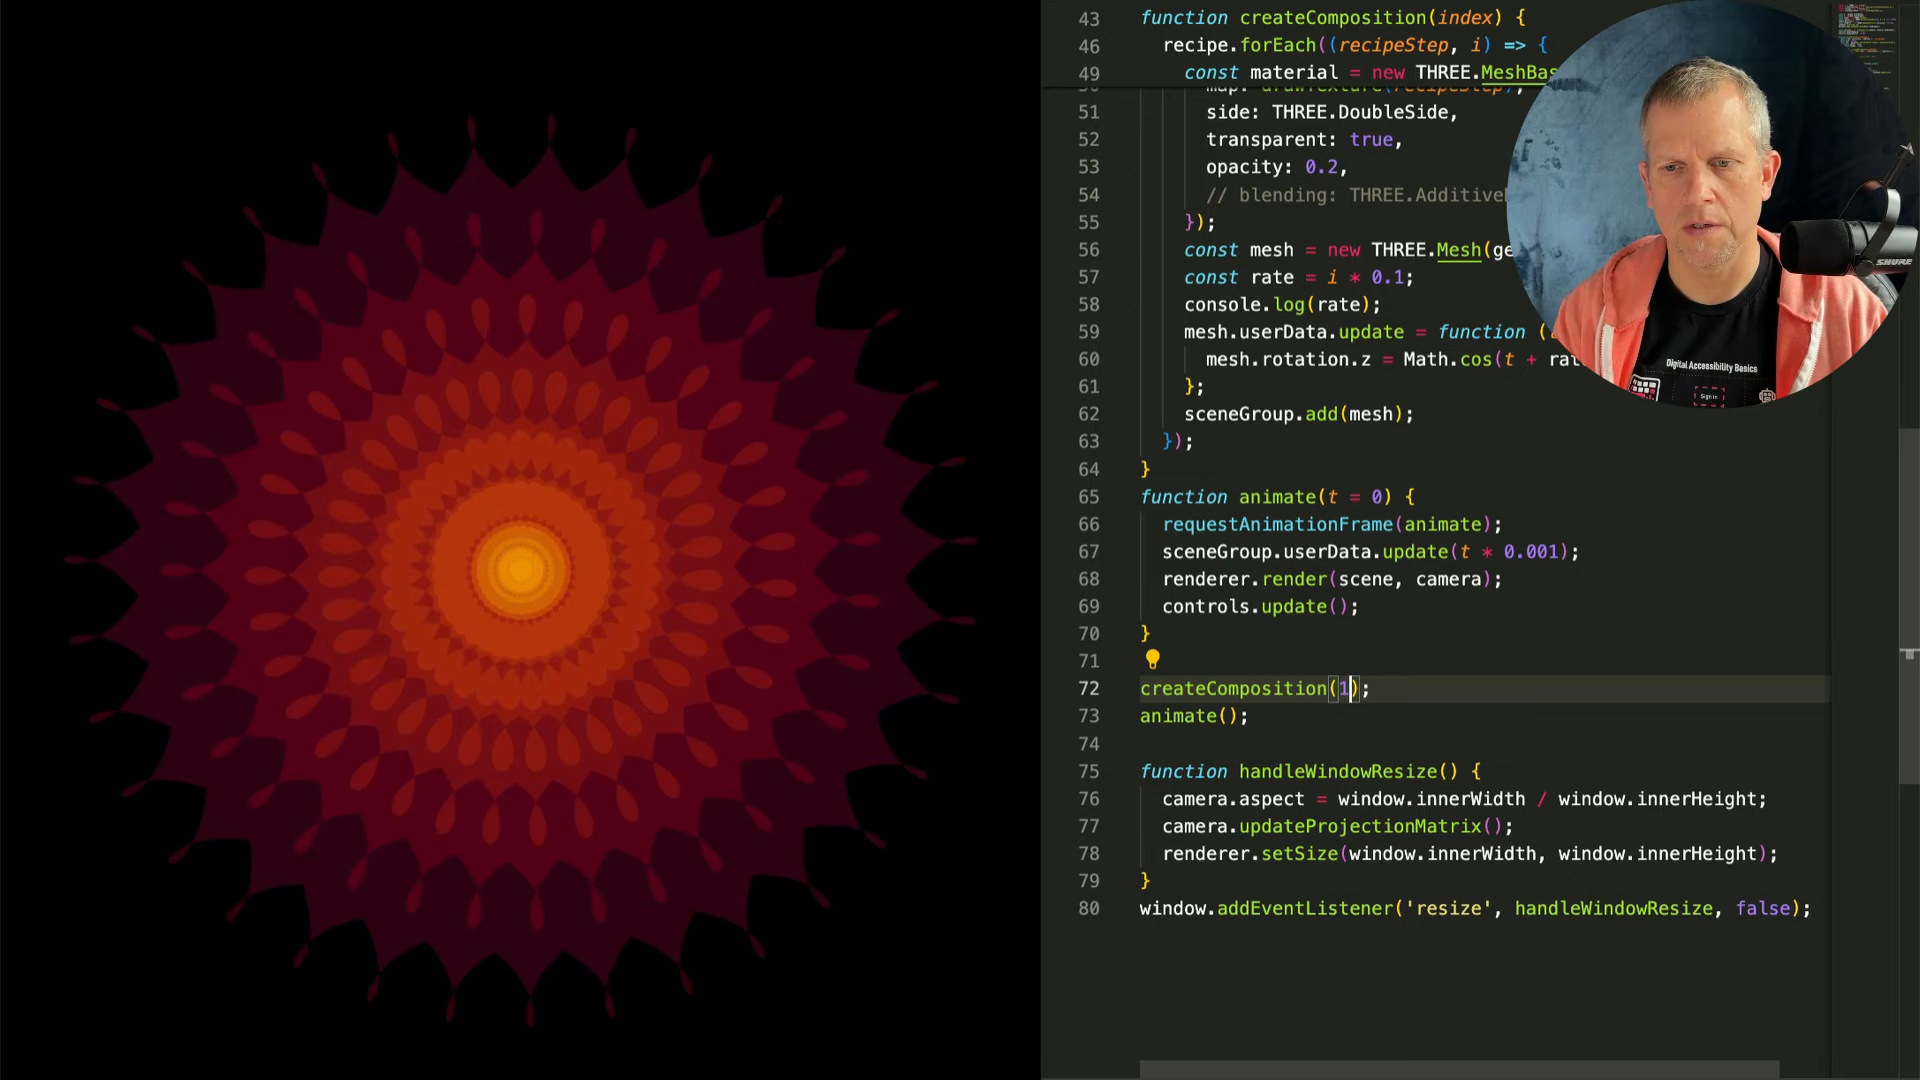 43 function createComposition(index) {
46 recipe.forEach((recipeStep, i) => {
49 const material = new THREE.MeshBas
map: drawTexture(recipeStep),
51 side: THREE.DoubleSide,
52 transparent: true,
53 opacity: 0.2,
54 // blending: THREE.Additive
55 });
56 const mesh = new THREE.Mesh(ge
57 const rate = i * 0.1;
58 console.log(rate);
59 mesh.userData.update = function (
60 mesh.rotation.z = Math.cos(t + rat
61 };
62 sceneGroup.add(mesh);
63 });
64 }
65 function animate(t = 0) {
66 requestAnimationFrame(animate);
67 sceneGroup.userData.update(t * 0.001);
68 renderer.render(scene, camera);
69 controls.update();
70 }
71
72 createComposition(1);
73 animate();
74
75 function handleWindowResize() {
76 camera.aspect = window.innerWidth / window.innerHeight;
77 camera.updateProjectionMatrix();
78 renderer.setSize(window.innerWidth, window.innerHeight);
79 }
80 window.addEventListener('resize', handleWindowResize, false);
SHURE
Digital Accessibility Basics
Sign In